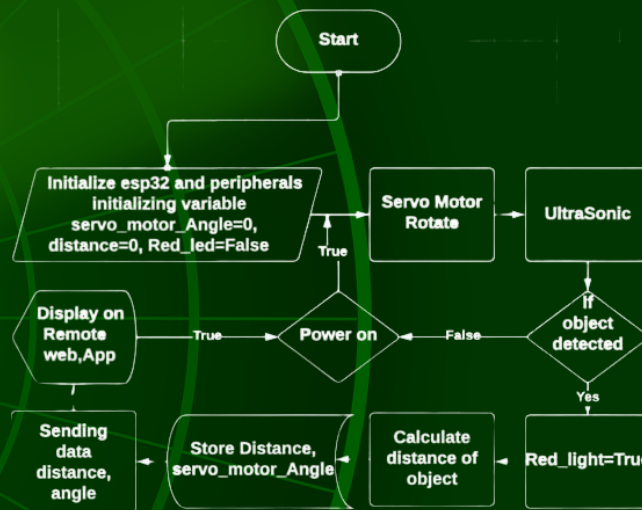 Start
Initialize esp32 and peripherals
initializing variable
servo_motor_Angle=0,
distance=0, Red_led=False
Servo Motor
Rotate
UltraSonic
True
If
object
detected
Display on
Remote
web,App
True
Power on
False
Yes
Sending
data
distance,
angle
Store Distance,
servo_motor_Angle
Calculate
distance of
object
Red_light=True